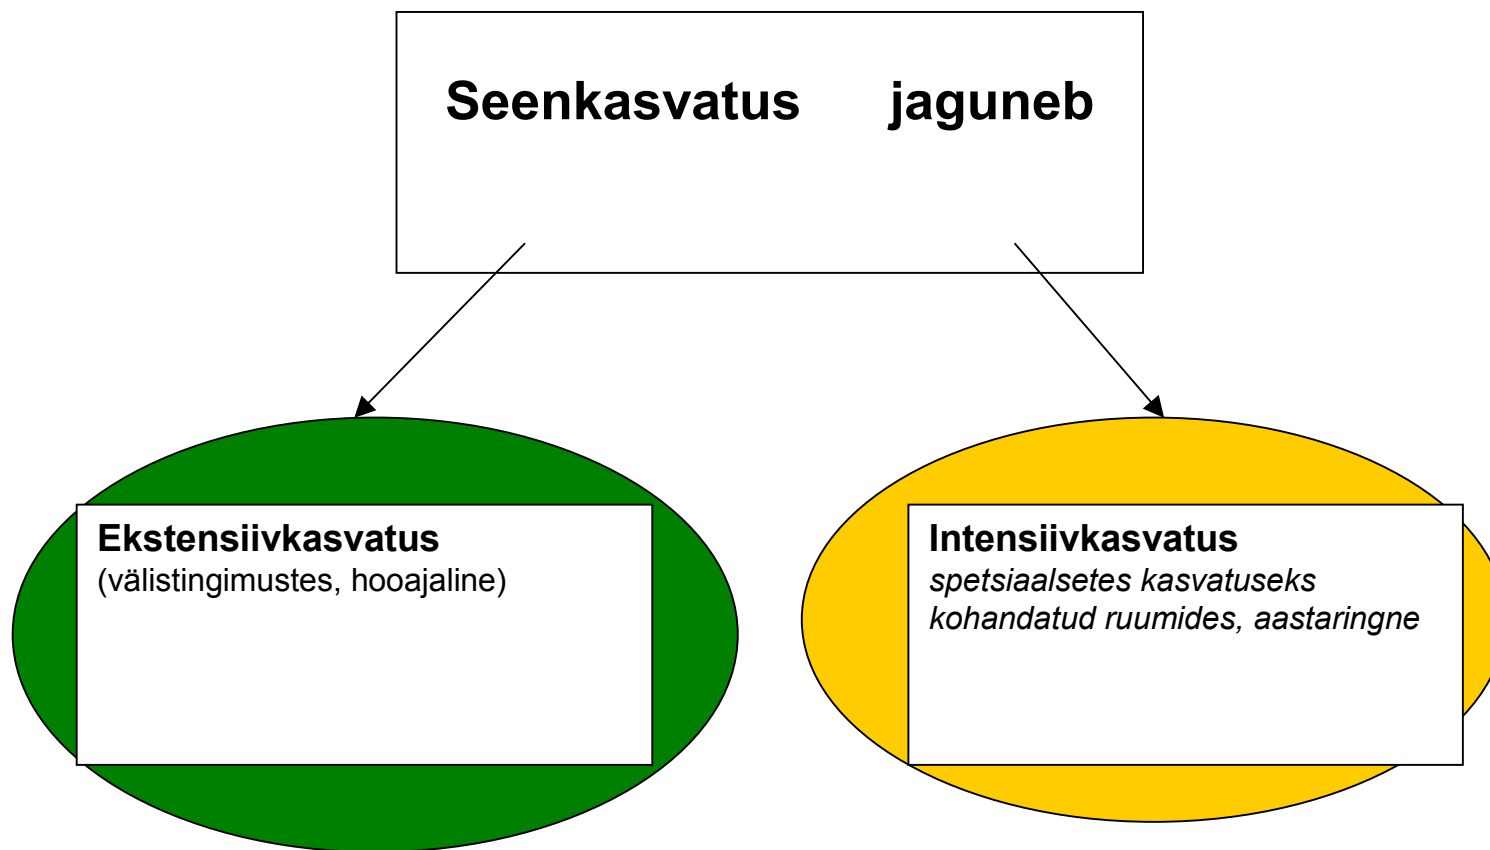 Seenkasvatus jaguneb
Ekstensiivkasvatus
(välistingimustes, hooajaline)
Intensiivkasvatus
spetsiaalsetes kasvatuseks
kohandatud ruumides, aastaringne